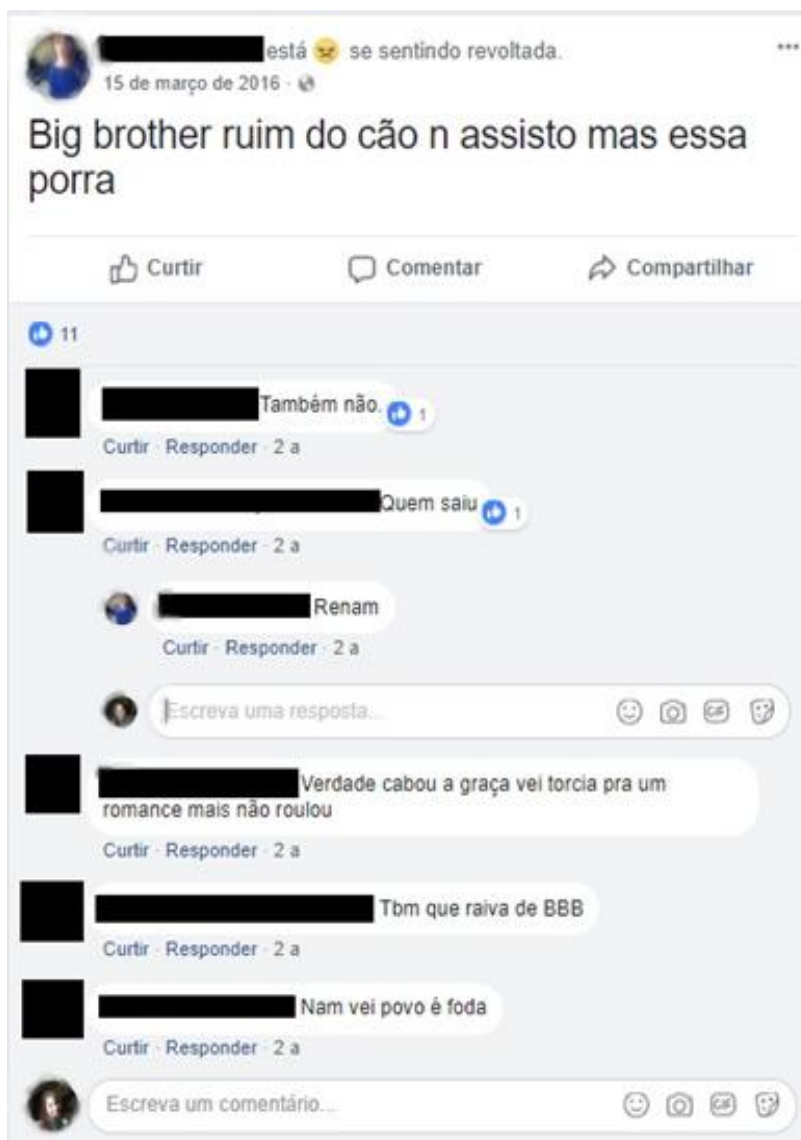 está se sentindo revoltada.
15 de março de 2016 ·
Big brother ruim do cão n assisto mas essa
porra
Curtir Comentar Compartilhar
11
Também não. 1
Curtir · Responder · 2 a
Quem saiu 1
Curtir · Responder · 2 a
Renam
Curtir · Responder · 2 a
Escreva uma resposta... GIF
Verdade cabou a graça vei torcia pra um
romance mais não roulou
Curtir · Responder · 2 a
Tbm que raiva de BBB
Curtir · Responder · 2 a
Nam vei povo é foda
Curtir · Responder · 2 a
Escreva um comentário... GIF